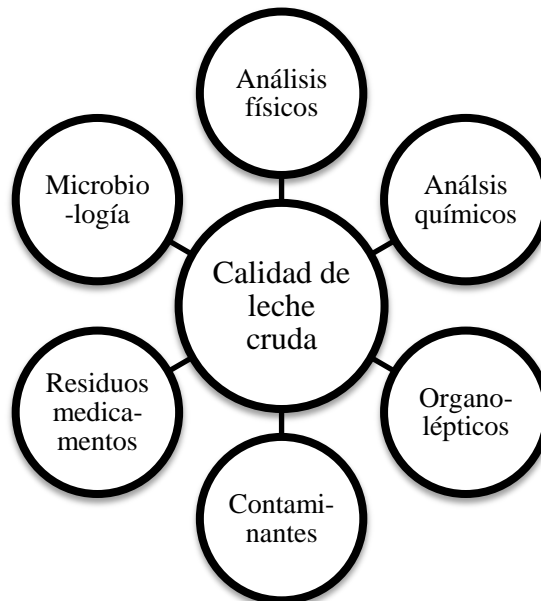 Análisis
físicos
Análsis
químicos
Organo-
lépticos
Contami-
nantes
Residuos
medica-
mentos
Microbio
-logía
Calidad de
leche
cruda